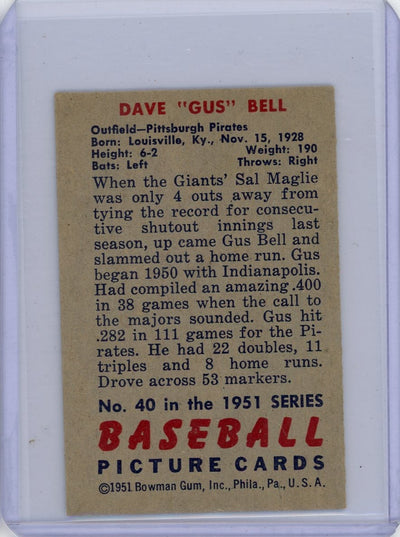 DAVE "GUS" BELL
Outfield—Pittsburgh Pirates
Born: Louisville, Ky., Nov. 15, 1928
Height: 6-2 Weight: 190
Bats: Left Throws: Right
When the Giants' Sal Maglie
was only 4 outs away from
tying the record for consecu-
tive shutout innings last
season, up came Gus Bell and
slammed out a home run. Gus
began 1950 with Indianapolis.
Had compiled an amazing .400
in 38 games when the call to
the majors sounded. Gus hit
.282 in 111 games for the Pi-
rates. He had 22 doubles, 11
triples and 8 home runs.
Drove across 53 markers.
No. 40 in the 1951 SERIES
BASEBALL
PICTURE CARDS
©1951 Bowman Gum, Inc., Phila., Pa., U. S. A.